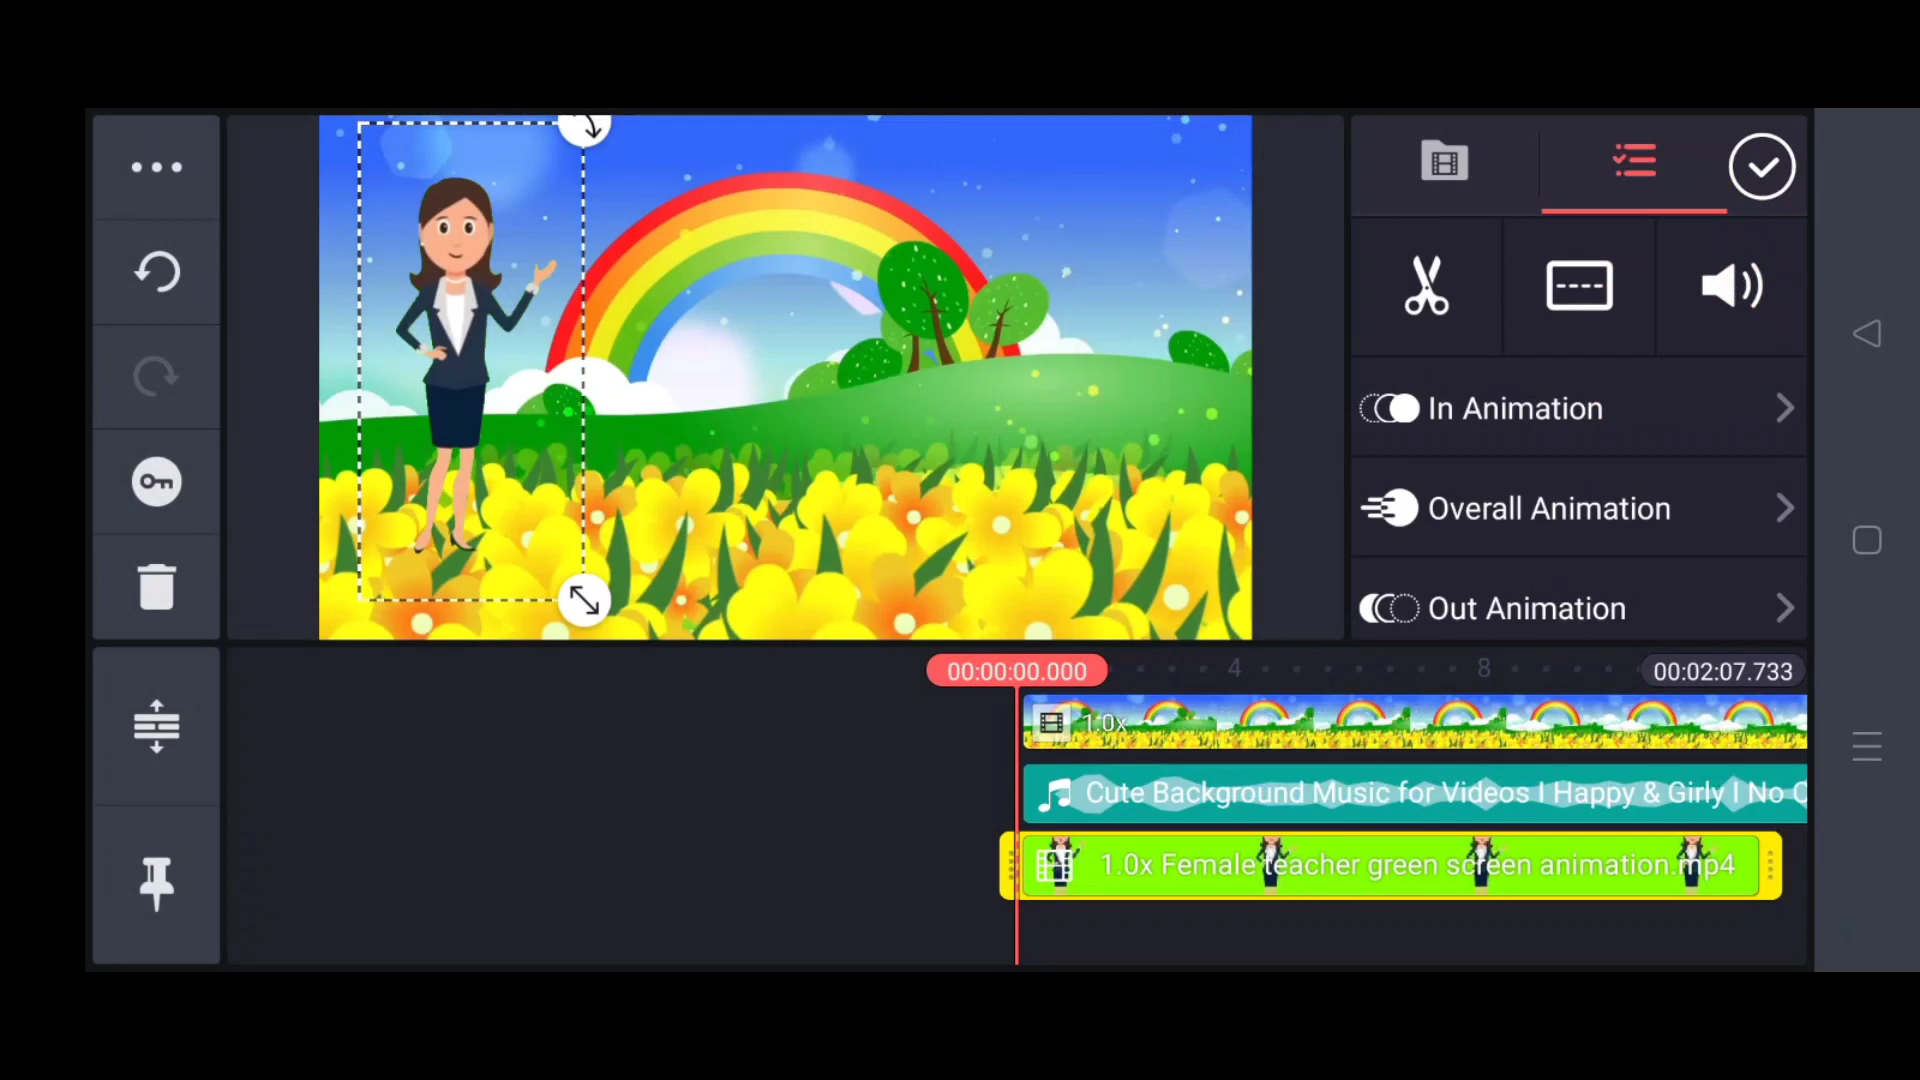 In Animation
Overall Animation
Out Animation
00:00:00.000
4
8
00:02:07.733
1.0x
Cute Background Music for Videos I Happy & Girly I No C
1.0x Female teacher green screen animation.mp4